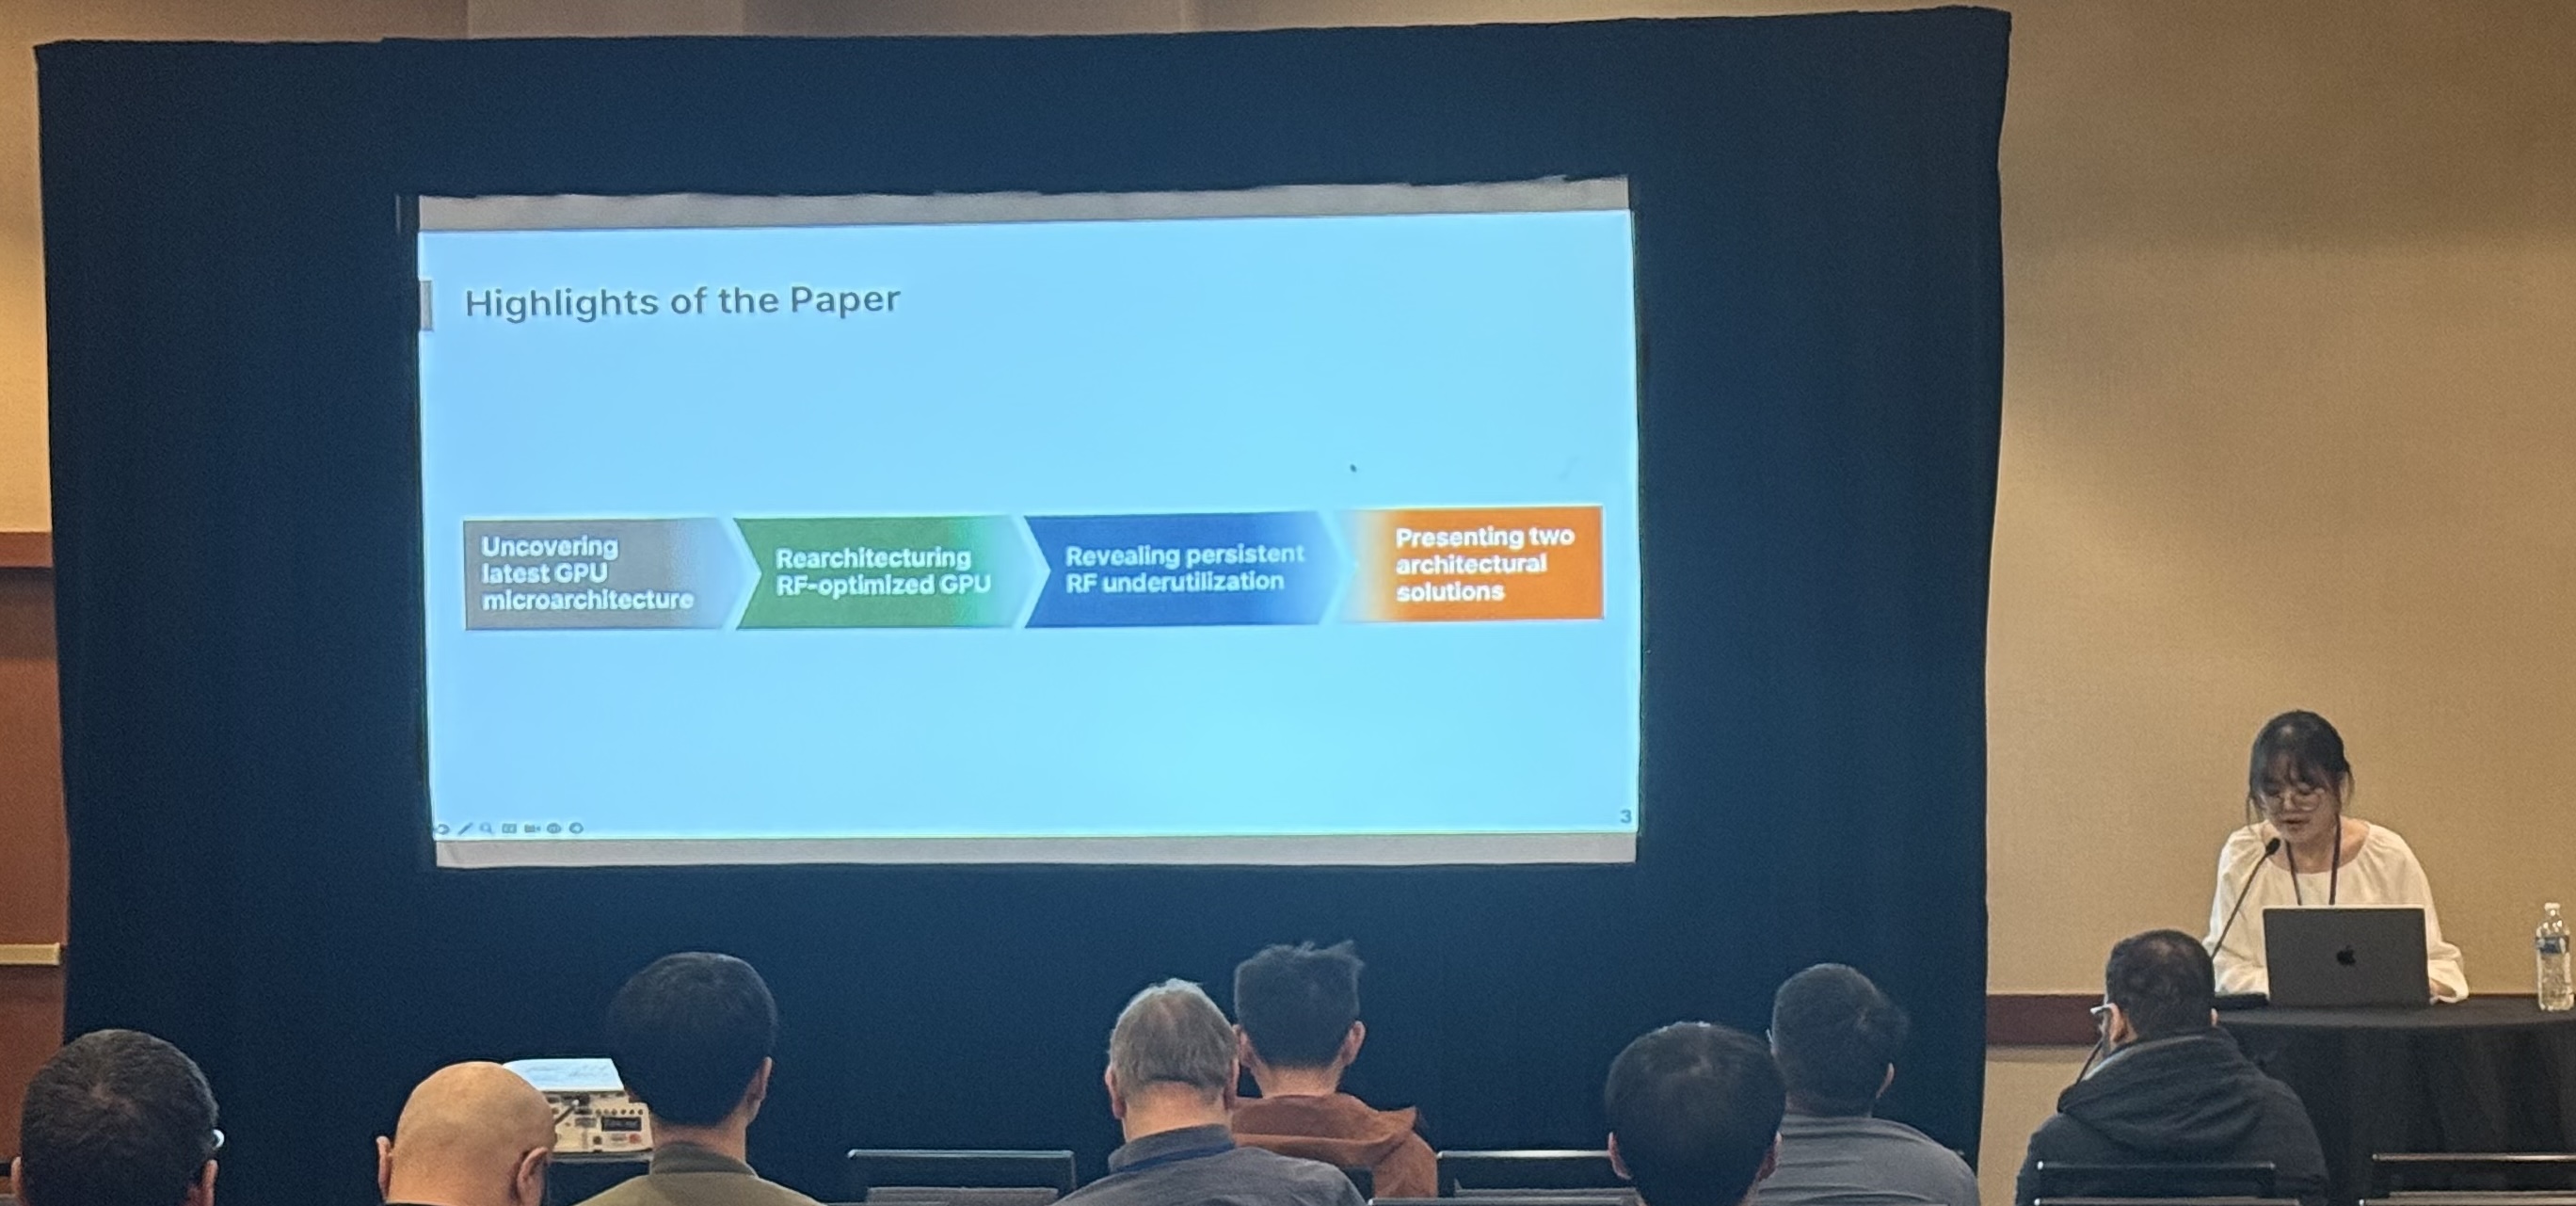 Highlights of the Paper
Uncovering
latest GPU
microarchitecture
Rearchitecturing
RF-optimized GPU
Revealing persistent
RF underutilization
Presenting two
architectural
solutions
3